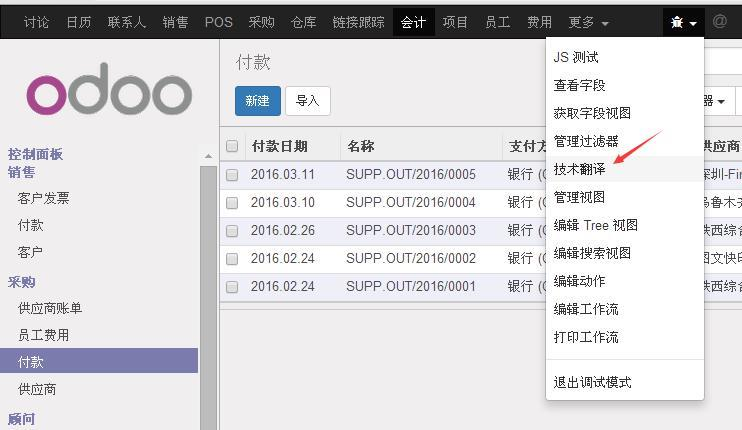 讨论 日历 联系人 销售 POS 采购 仓库 链接跟踪 会计 项目 员工 费用 更多 @
odoo
付款
新建 导入
控制面板
销售
客户发票
付款
客户
采购
供应商账单
员工费用
付款
供应商
顾问
付款日期 名称 支付方 供应商
2016.03.11 SUPP.OUT/2016/0005 银行 ( 深圳-Fin
2016.03.10 SUPP.OUT/2016/0004 银行 ( 乌鲁木齐
2016.02.26 SUPP.OUT/2016/0003 银行 ( 陕西综合
2016.02.24 SUPP.OUT/2016/0002 银行 ( 图文快印
2016.02.24 SUPP.OUT/2016/0001 银行 ( 陕西综合
JS 测试
查看字段
获取字段视图
管理过滤器
技术翻译
管理视图
编辑 Tree 视图
编辑搜索视图
编辑动作
编辑工作流
打印工作流
退出调试模式
器